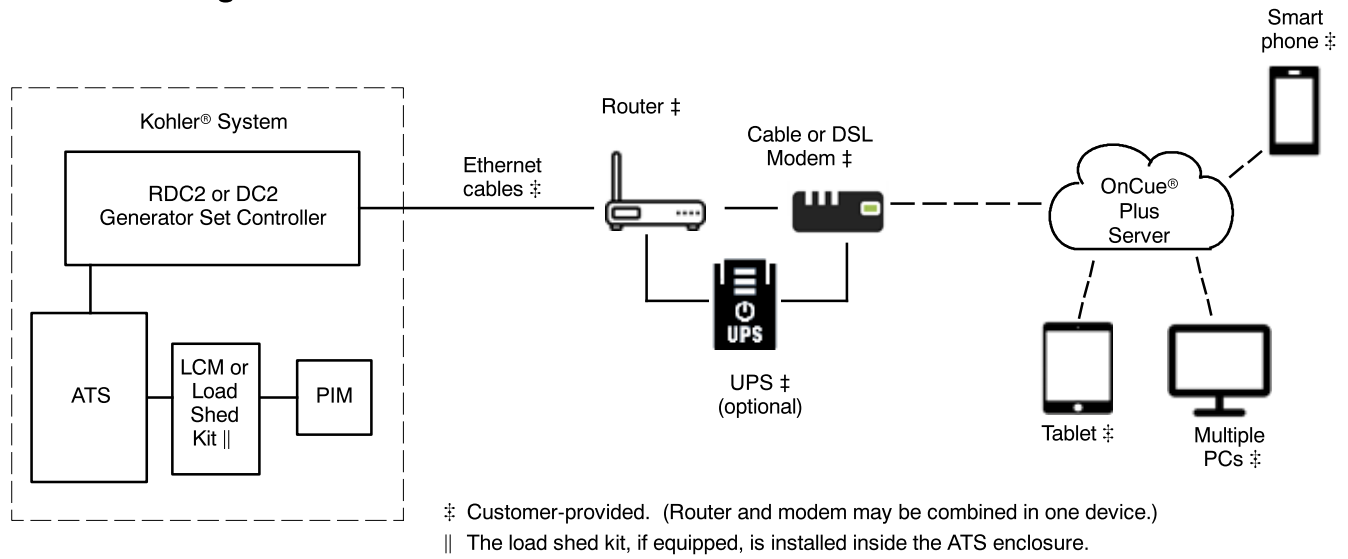 Smart
phone ‡
Kohler® System
RDC2 or DC2
Generator Set Controller
ATS
LCM or
Load
Shed
Kit ||
PIM
Ethernet
cables ‡
Router ‡
Cable or DSL
Modem ‡
UPS
UPS ‡
(optional)
OnCue®
Plus
Server
Tablet ‡
Multiple
PCs ‡
‡ Customer-provided. (Router and modem may be combined in one device.)
|| The load shed kit, if equipped, is installed inside the ATS enclosure.